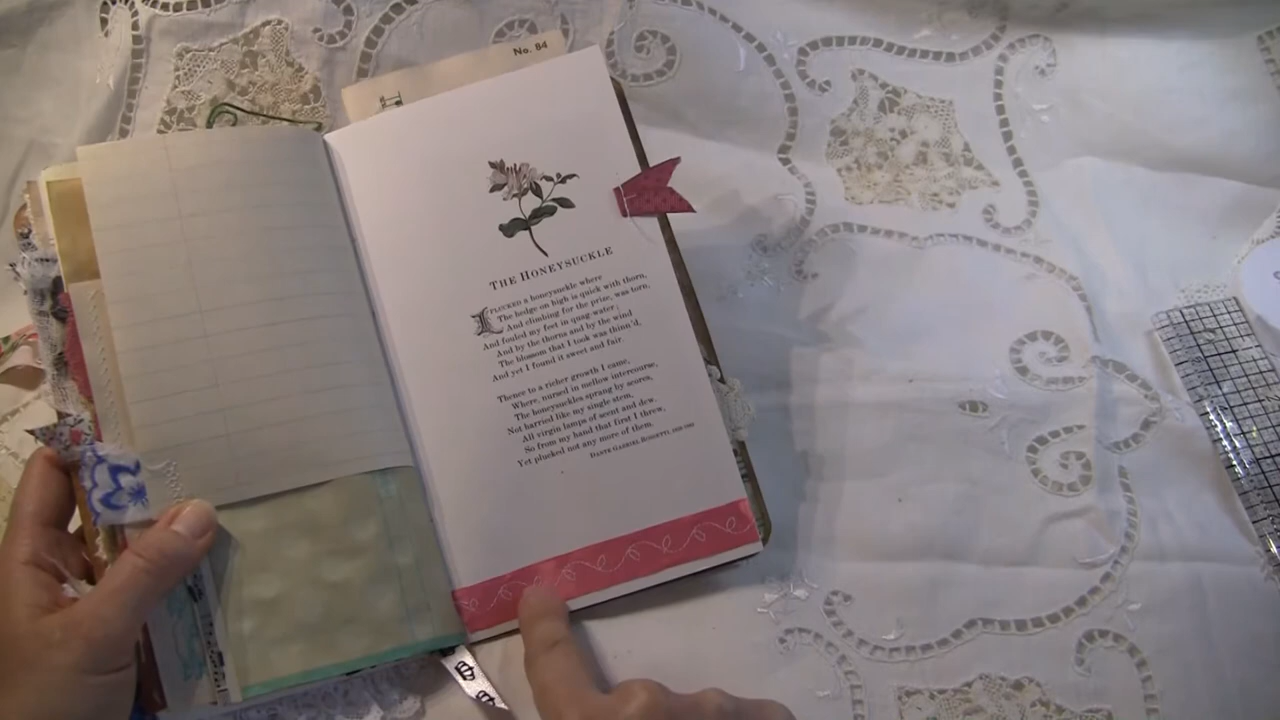 No. 84
THE HONEYSUCKLE
I PLUCKED a honeysuckle where
The hedge on high is quick with thorn,
And climbing for the prize, was torn,
And fouled my feet in quag-water;
And by the thorns and by the wind
The blossom that I took was thinn'd,
And yet I found it sweet and fair.
Thence to a richer growth I came,
Where, nursed in mellow intercourse,
The honeysuckles sprang by scores,
Not harried like my single stem,
All virgin lamps of scent and dew.
So from my hand that first I threw,
Yet plucked not any more of them.
DANTE GABRIEL ROSSETTI,